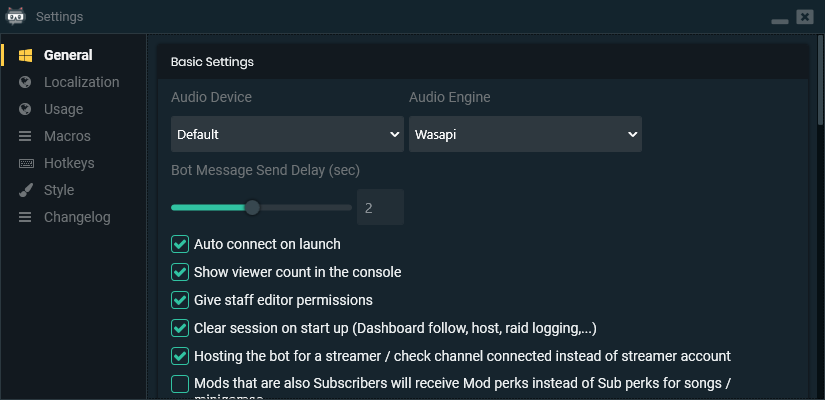 Settings
General
Localization
Usage
Macros
Hotkeys
Style
Changelog
Basic Settings
Audio Device Audio Engine
Default Wasapi
Bot Message Send Delay (sec)
2
Auto connect on launch
Show viewer count in the console
Give staff editor permissions
Clear session on start up (Dashboard follow, host, raid logging,...)
Hosting the bot for a streamer / check channel connected instead of streamer account
Mods that are also Subscribers will receive Mod perks instead of Sub perks for songs /